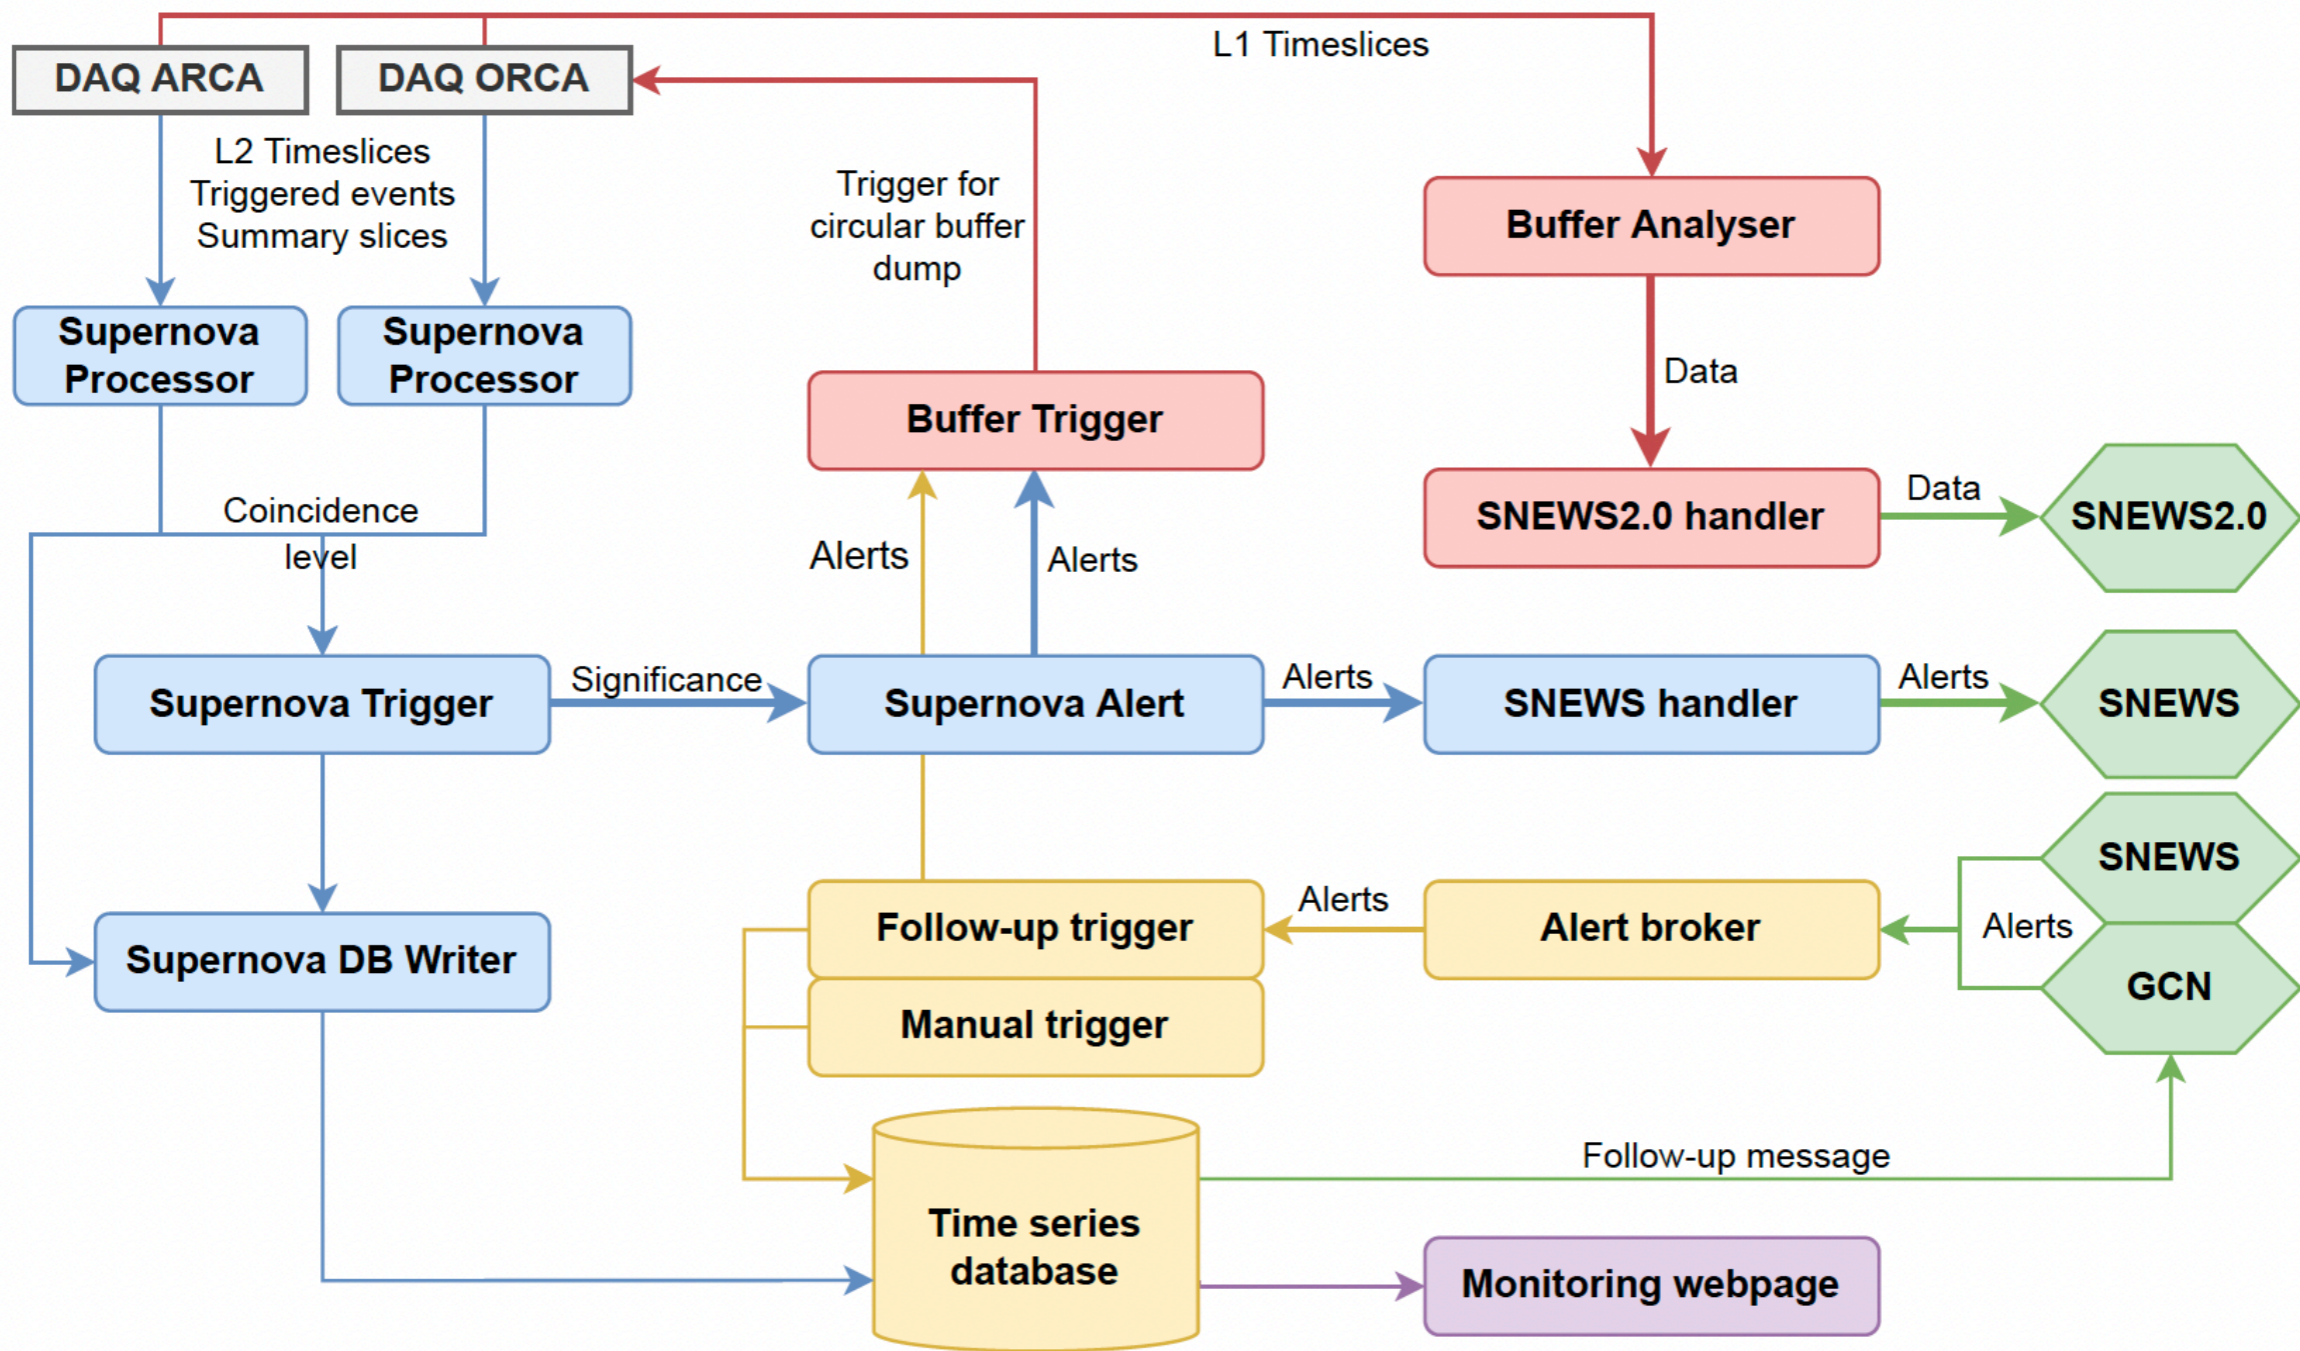 L1 Timeslices
DAQ ARCA
DAQ ORCA
L2 Timeslices
Triggered events
Summary slices
Trigger for
circular buffer
dump
Buffer Analyser
Supernova
Processor
Supernova
Processor
Data
Buffer Trigger
Coincidence
level
Alerts
Alerts
SNEWS2.0 handler
Data
SNEWS2.0
Supernova Trigger
Significance
Supernova Alert
Alerts
SNEWS handler
Alerts
SNEWS
SNEWS
Follow-up trigger
Alerts
Alert broker
Alerts
Supernova DB Writer
GCN
Manual trigger
Follow-up message
Time series
database
Monitoring webpage